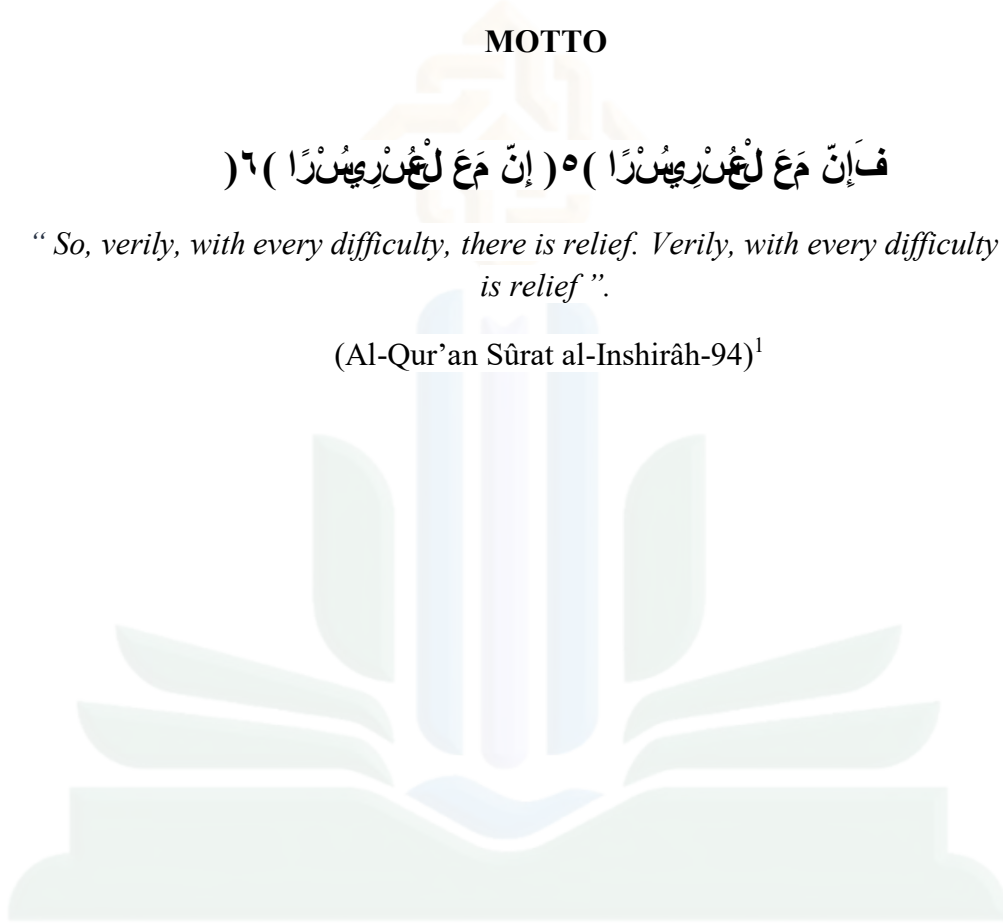 MOTTO
فَإِنّ مَعَ لْعُسْرِيُسْرًا )٥( إِنّ مَعَ لْعُسْرِيُسْرًا )٦(
“ So, verily, with every difficulty, there is relief. Verily, with every difficulty
is relief ”.
(Al-Qur’an Sûrat al-Inshirâh-94)1